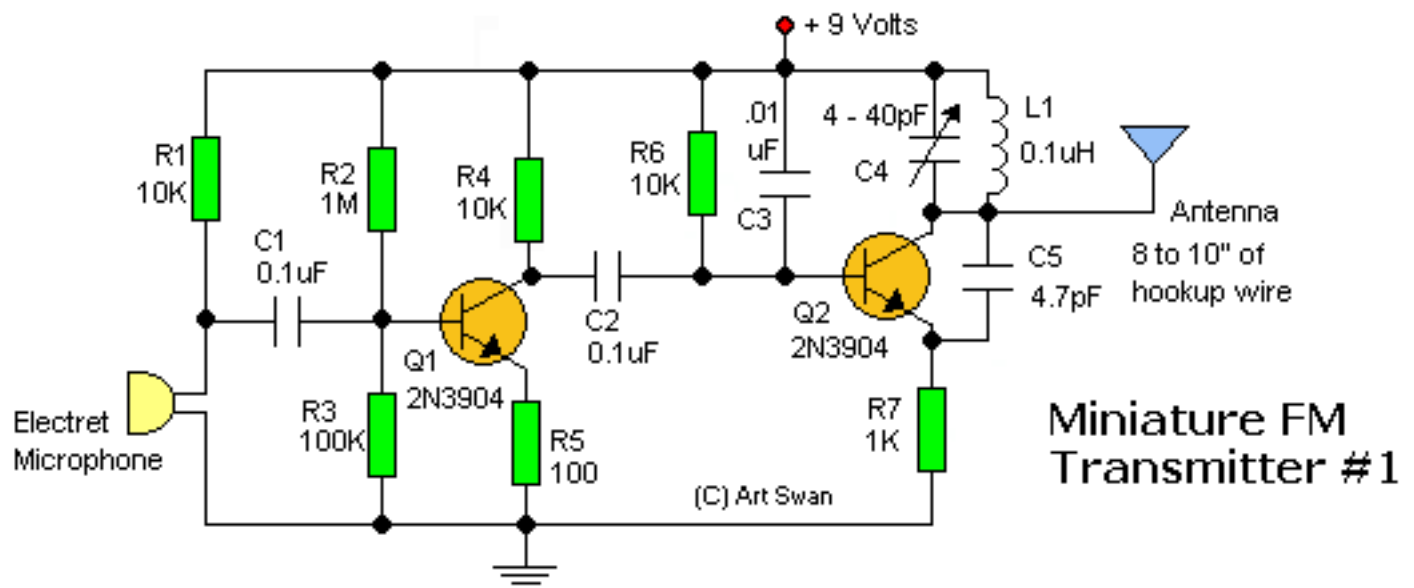 + 9 Volts
R1
10K
R2
1M
R4
10K
R6
10K
.01
uF
C3
4 - 40pF
C4
L1
0.1uH
Antenna
8 to 10" of
hookup wire
C1
0.1uF
C2
0.1uF
Q1
2N3904
Q2
2N3904
C5
4.7pF
Electret
Microphone
R3
100K
R5
100
R7
1K
(C) Art Swan
Miniature FM
Transmitter #1